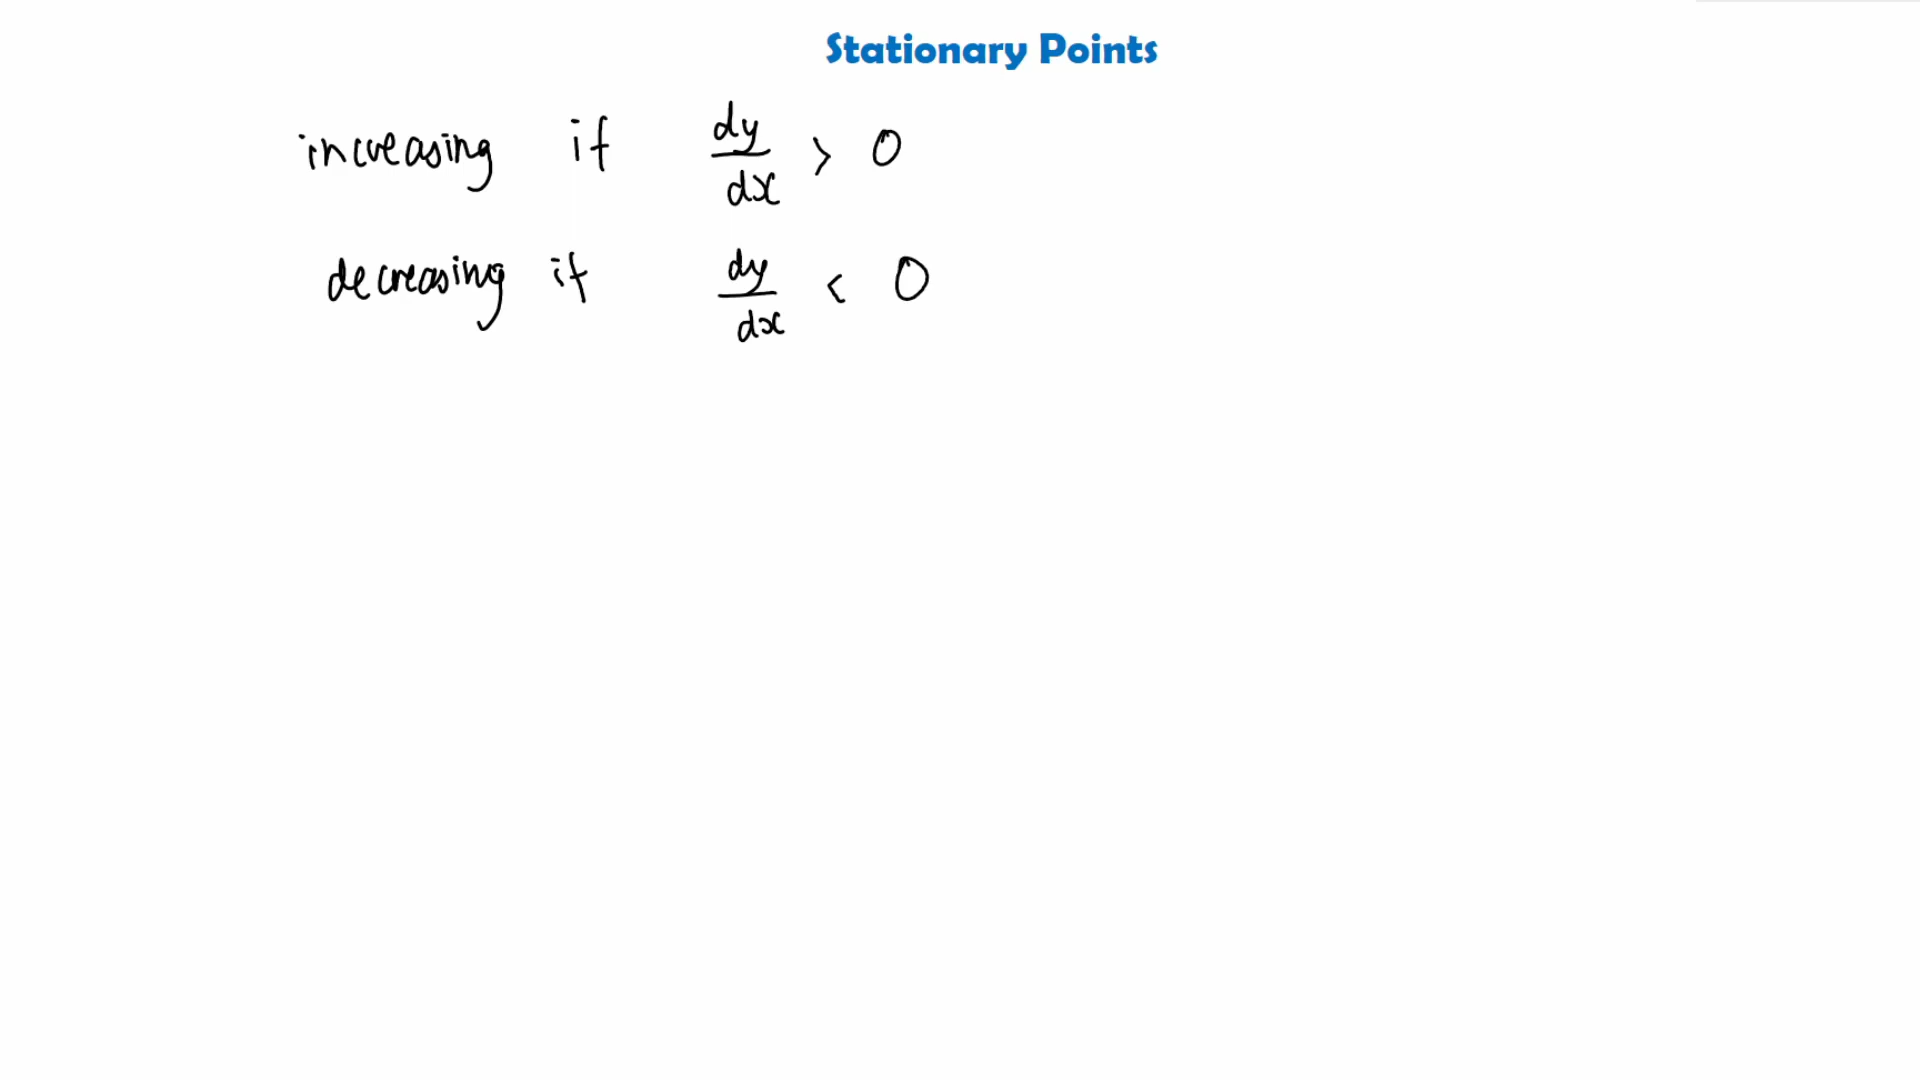 Stationary Points
increasing if dy/dx > 0
decreasing if dy/dx < 0